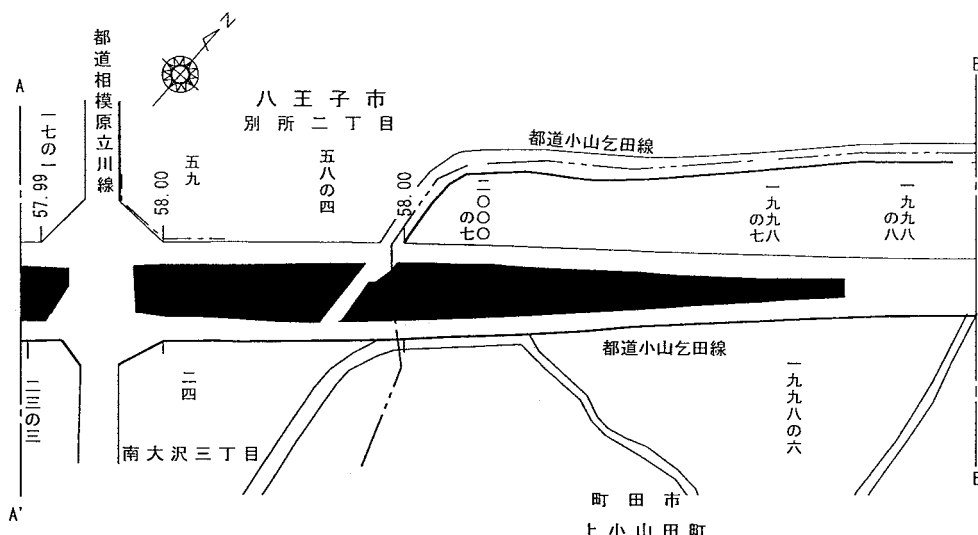 N
A
都道相模原立川線
八王子市
別所二丁目
一七の一
57.99
五九
58.00
五八の四
58.00
二〇〇〇の七
都道小山乞田線
一九九八の七
一九九八の八
都道小山乞田線
二三の三
二四
南大沢三丁目
一九九八の六
A'
町田市
上小山田町